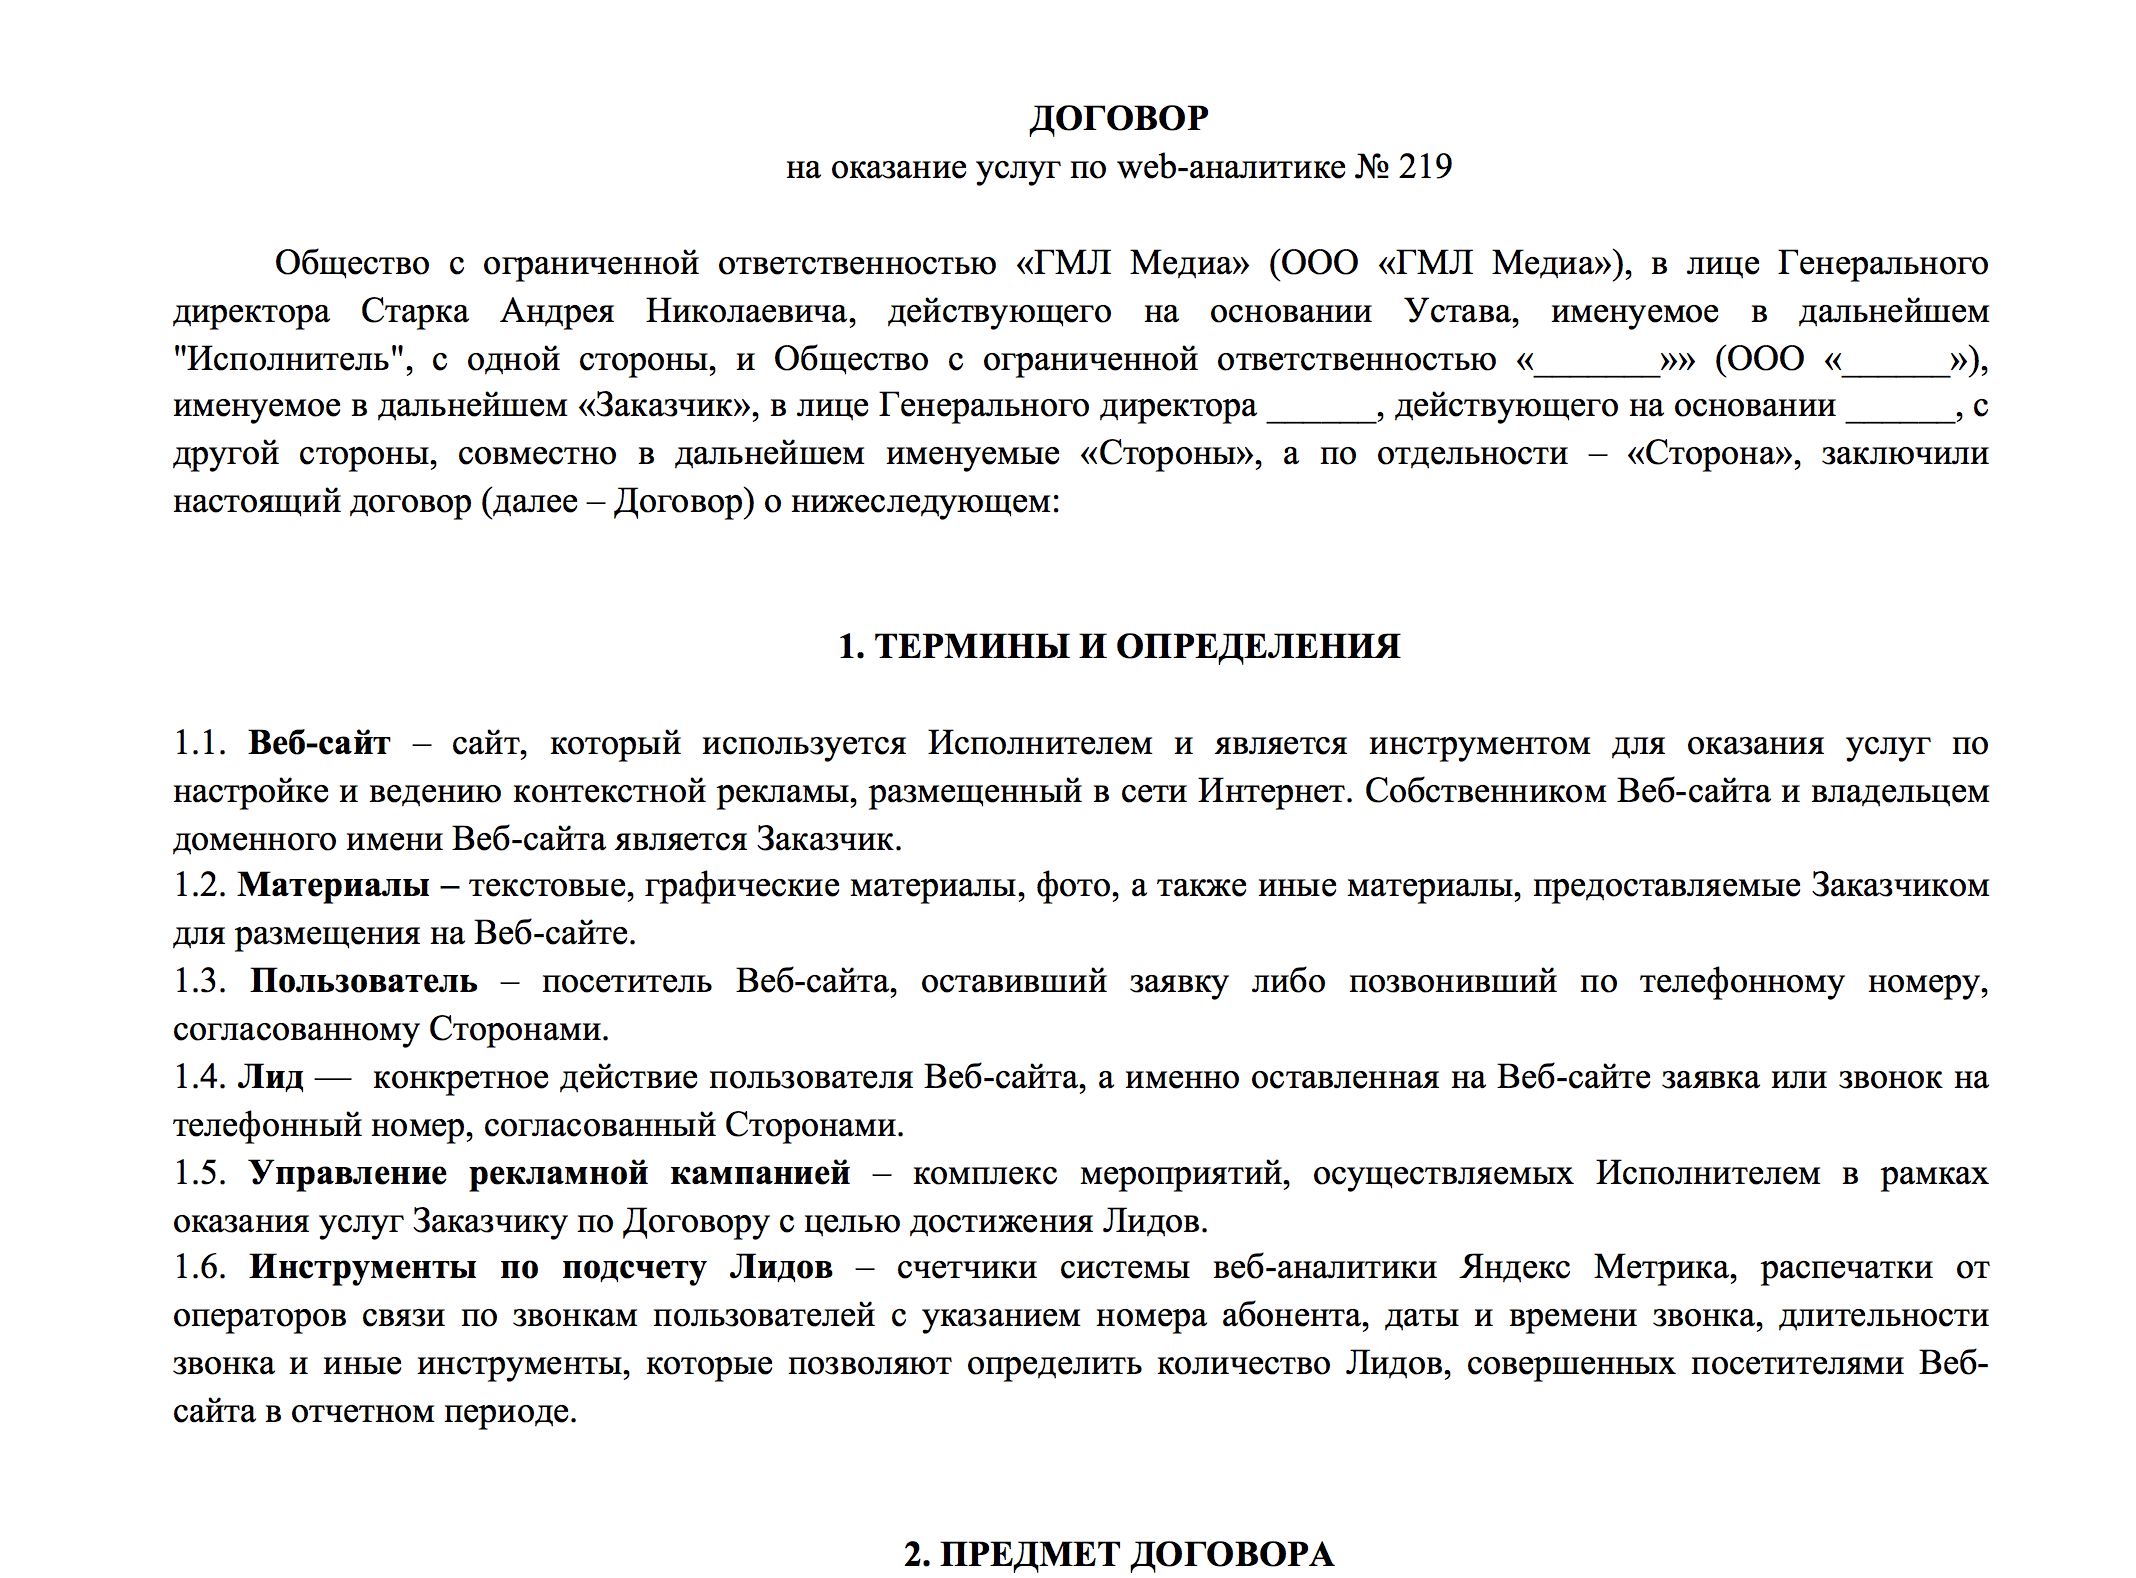 ДОГОВОР
на оказание услуг по web-аналитике № 219
Общество с ограниченной ответственностью «ГМЛ Медиа» (ООО «ГМЛ Медиа»), в лице Генерального
директора Старка Андрея Николаевича, действующего на основании Устава, именуемое в дальнейшем
"Исполнитель", с одной стороны, и Общество с ограниченной ответственностью «_______»» (ООО «______»),
именуемое в дальнейшем «Заказчик», в лице Генерального директора ______, действующего на основании ______, с
другой стороны, совместно в дальнейшем именуемые «Стороны», а по отдельности – «Сторона», заключили
настоящий договор (далее – Договор) о нижеследующем:
1. ТЕРМИНЫ И ОПРЕДЕЛЕНИЯ
1.1. Веб-сайт – сайт, который используется Исполнителем и является инструментом для оказания услуг по
настройке и ведению контекстной рекламы, размещенный в сети Интернет. Собственником Веб-сайта и владельцем
доменного имени Веб-сайта является Заказчик.
1.2. Материалы – текстовые, графические материалы, фото, а также иные материалы, предоставляемые Заказчиком
для размещения на Веб-сайте.
1.3. Пользователь – посетитель Веб-сайта, оставивший заявку либо позвонивший по телефонному номеру,
согласованному Сторонами.
1.4. Лид — конкретное действие пользователя Веб-сайта, а именно оставленная на Веб-сайте заявка или звонок на
телефонный номер, согласованный Сторонами.
1.5. Управление рекламной кампанией – комплекс мероприятий, осуществляемых Исполнителем в рамках
оказания услуг Заказчику по Договору с целью достижения Лидов.
1.6. Инструменты по подсчету Лидов – счетчики системы веб-аналитики Яндекс Метрика, распечатки от
операторов связи по звонкам пользователей с указанием номера абонента, даты и времени звонка, длительности
звонка и иные инструменты, которые позволяют определить количество Лидов, совершенных посетителями Веб-
сайта в отчетном периоде.
2. ПРЕДМЕТ ДОГОВОРА